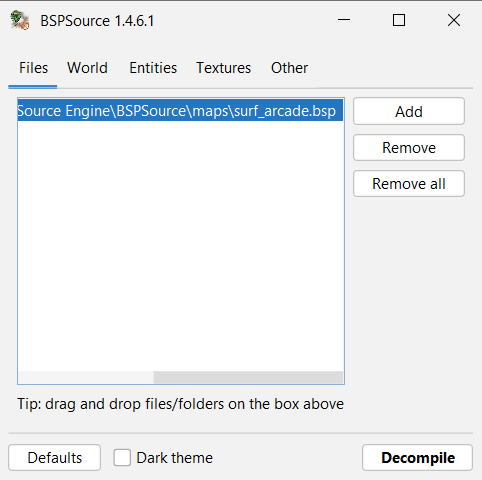 BSPSource 1.4.6.1
Files World Entities Textures Other
Source Engine\BSPSource\maps\surf_arcade.bsp
Add
Remove
Remove all
Tip: drag and drop files/folders on the box above
Defaults Dark theme Decompile